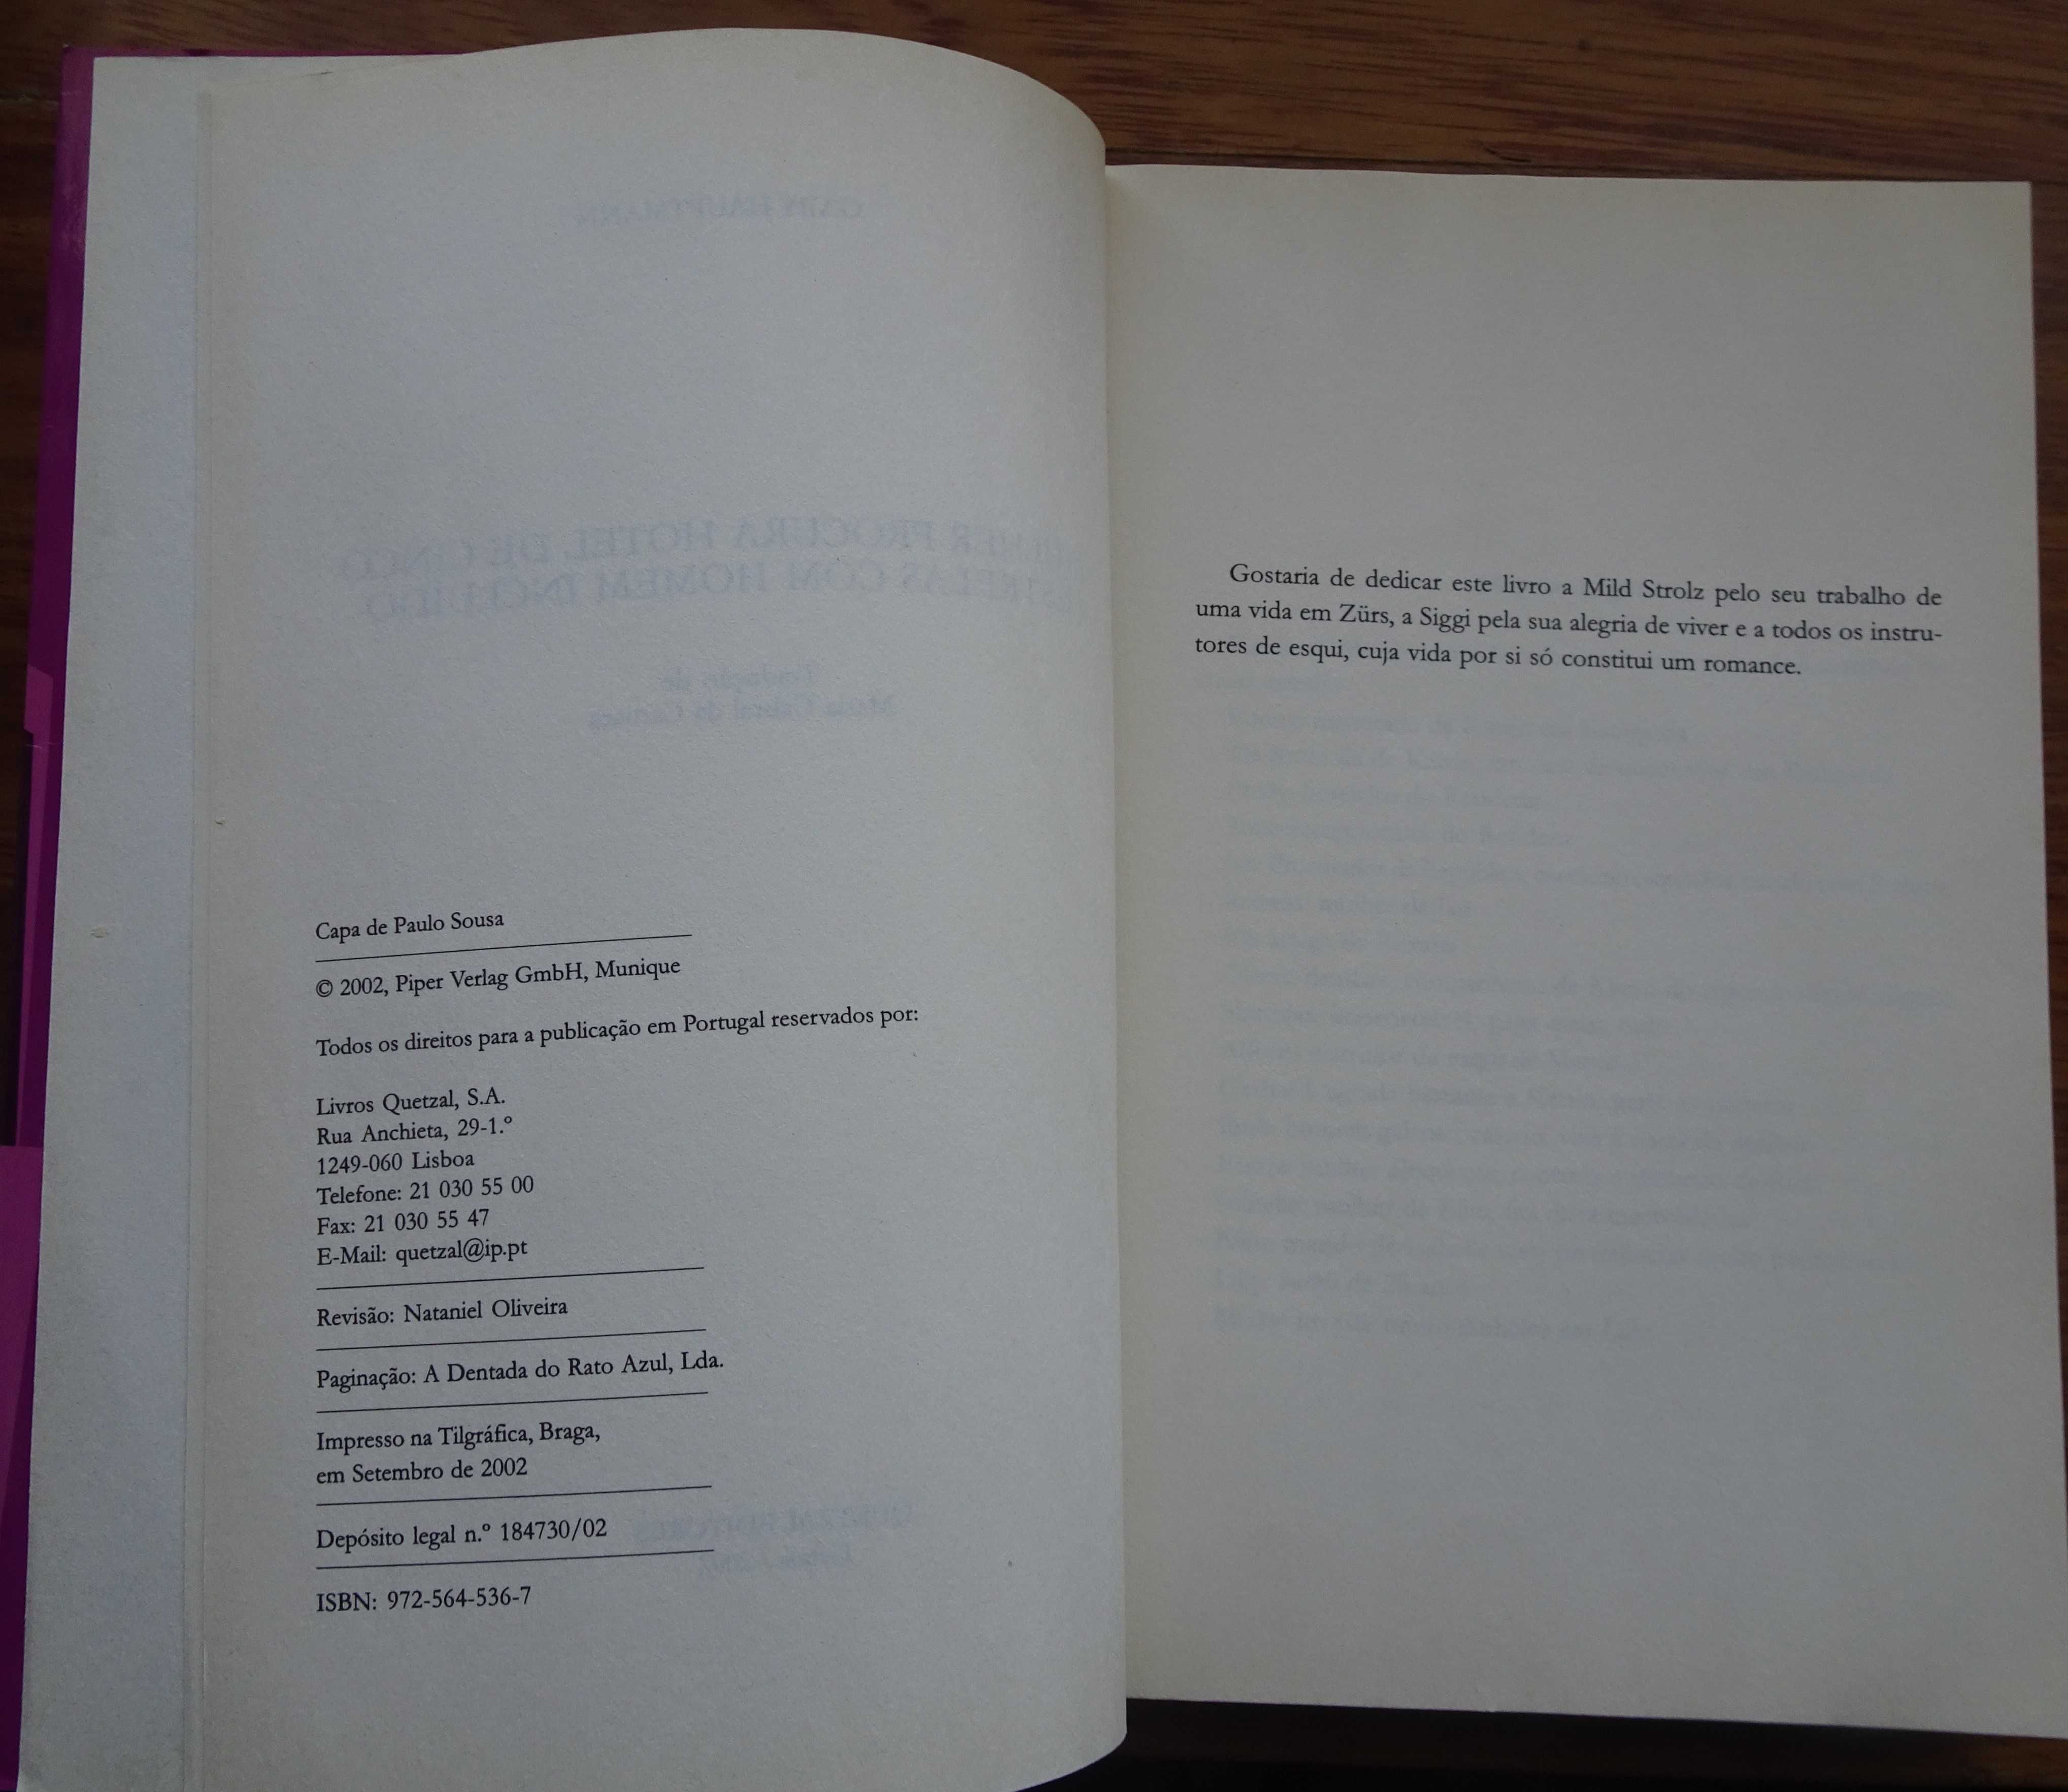 Capa de Paulo Sousa
© 2002, Piper Verlag GmbH, Munique
Todos os direitos para a publicação em Portugal reservados por:
Livros Quetzal, S.A.
Rua Anchieta, 29-1.º
1249-060 Lisboa
Telefone: 21 030 55 00
Fax: 21 030 55 47
E-Mail: quetzal@ip.pt
Revisão: Nataniel Oliveira
Paginação: A Dentada do Rato Azul, Lda.
Impresso na Tilgráfica, Braga,
em Setembro de 2002
Depósito legal n.º 184730/02
ISBN: 972-564-536-7
Gostaria de dedicar este livro a Mild Strolz pelo seu trabalho de
uma vida em Zürs, a Siggi pela sua alegria de viver e a todos os instru-
tores de esqui, cuja vida por si só constitui um romance.